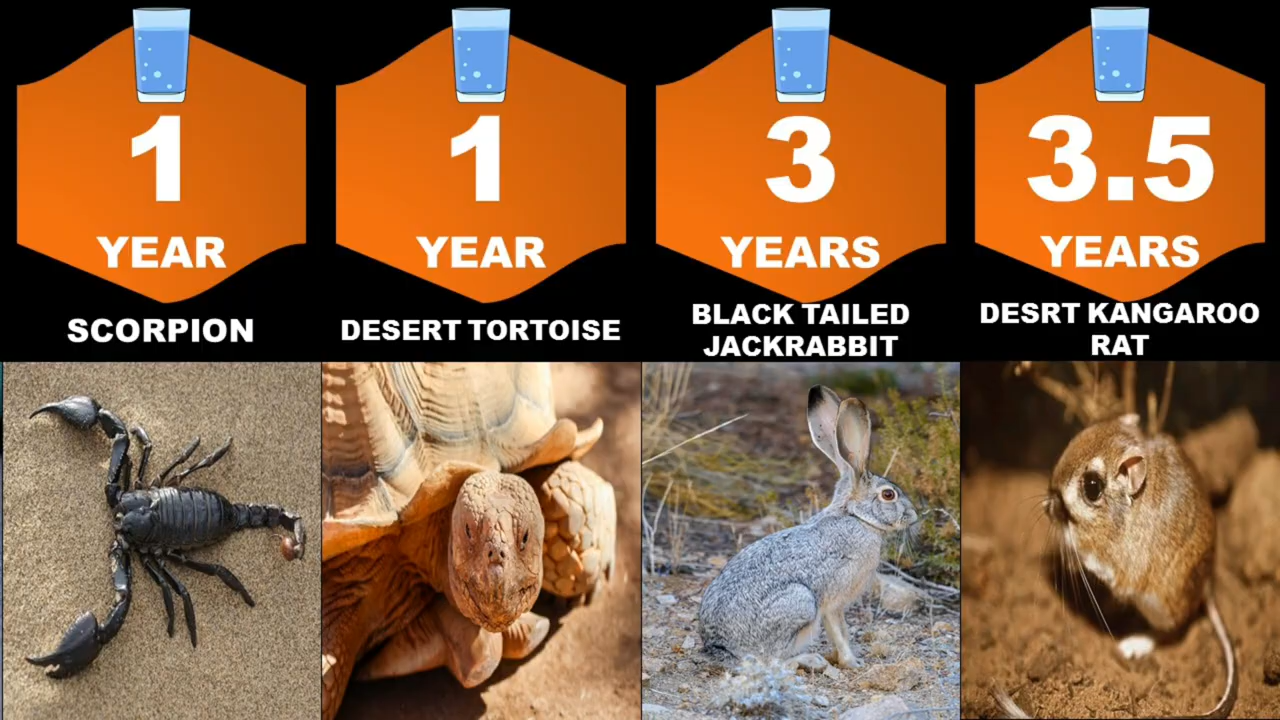 1
YEAR
SCORPION
1
YEAR
DESERT TORTOISE
3
YEARS
BLACK TAILED
JACKRABBIT
3.5
YEARS
DESRT KANGAROO
RAT